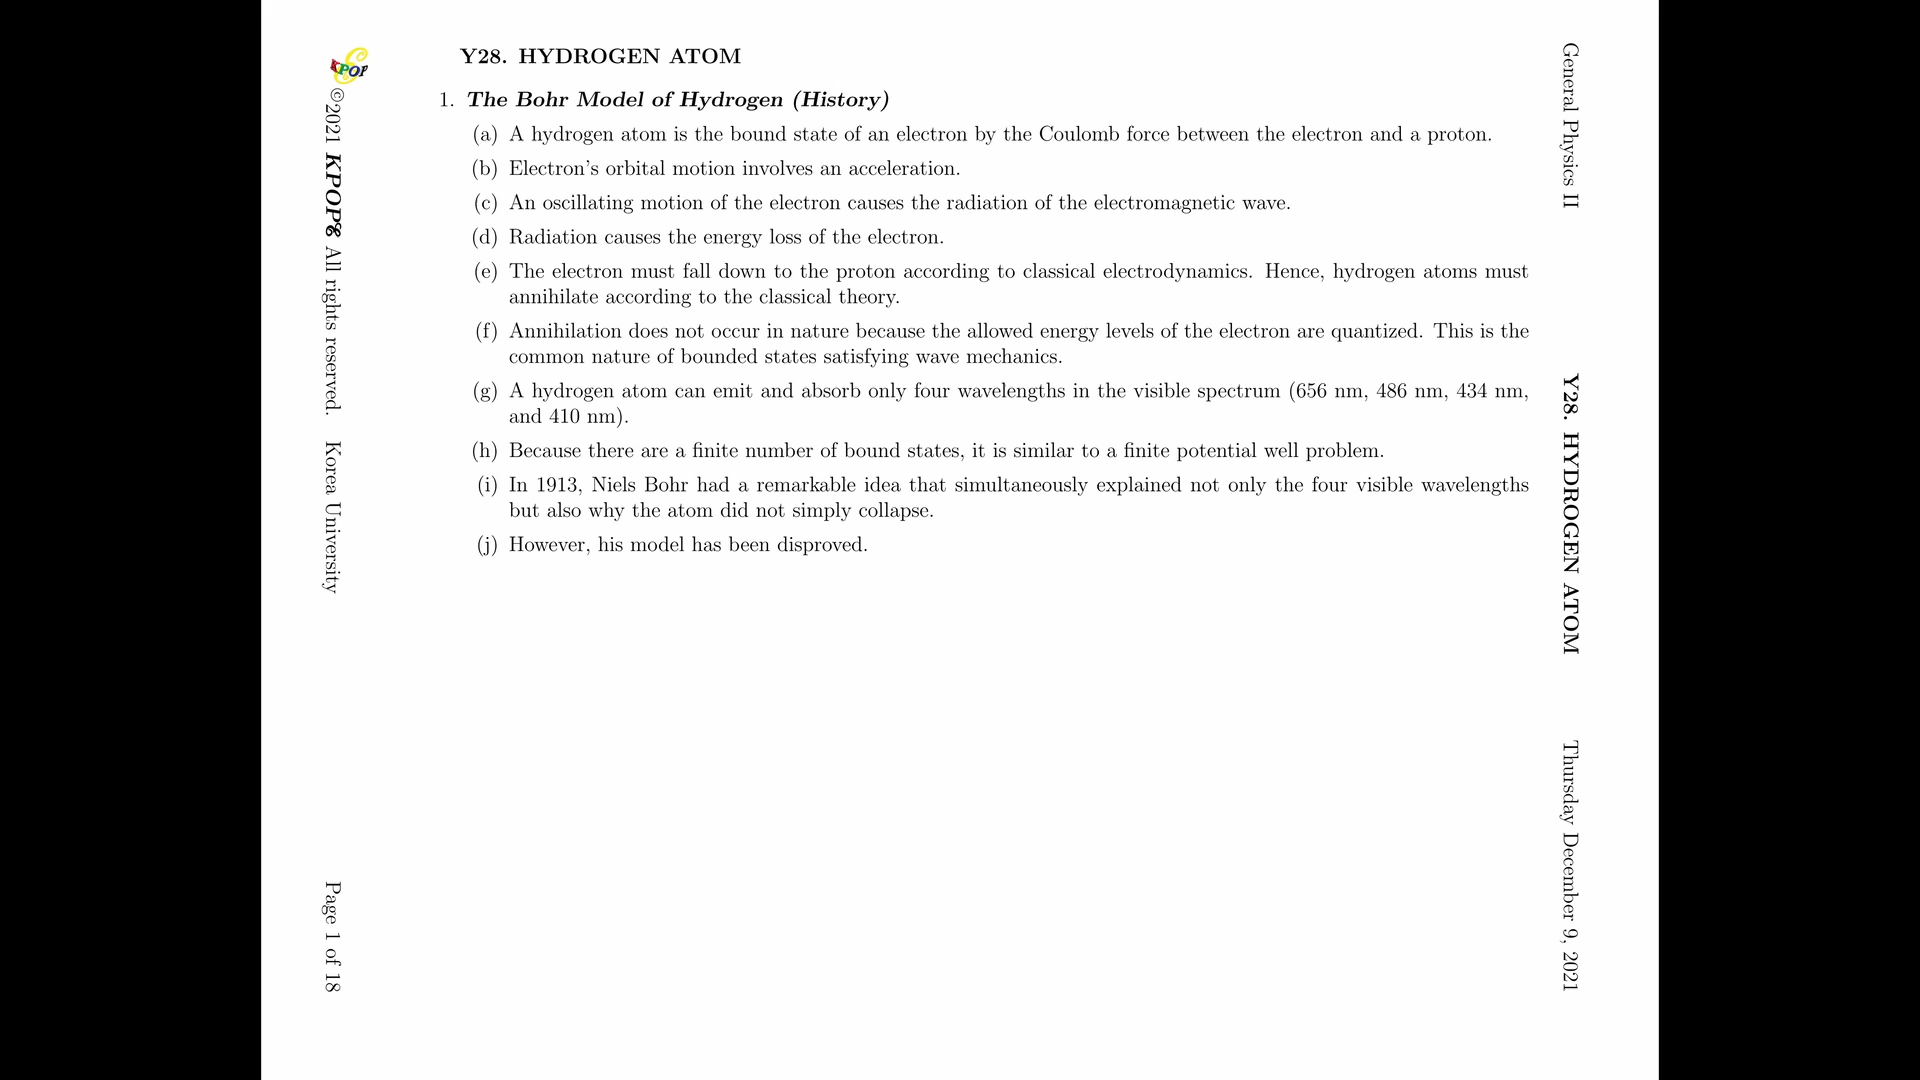 Y28. HYDROGEN ATOM
1. The Bohr Model of Hydrogen (History)
(a) A hydrogen atom is the bound state of an electron by the Coulomb force between the electron and a proton.
(b) Electron's orbital motion involves an acceleration.
(c) An oscillating motion of the electron causes the radiation of the electromagnetic wave.
(d) Radiation causes the energy loss of the electron.
(e) The electron must fall down to the proton according to classical electrodynamics. Hence, hydrogen atoms must
annihilate according to the classical theory.
(f) Annihilation does not occur in nature because the allowed energy levels of the electron are quantized. This is the
common nature of bounded states satisfying wave mechanics.
(g) A hydrogen atom can emit and absorb only four wavelengths in the visible spectrum (656 nm, 486 nm, 434 nm,
and 410 nm).
(h) Because there are a finite number of bound states, it is similar to a finite potential well problem.
(i) In 1913, Niels Bohr had a remarkable idea that simultaneously explained not only the four visible wavelengths
but also why the atom did not simply collapse.
(j) However, his model has been disproved.
KPOP
©2021 KPOPE All rights reserved. Korea University Page 1 of 18
General Physics II Y28. HYDROGEN ATOM Thursday December 9, 2021